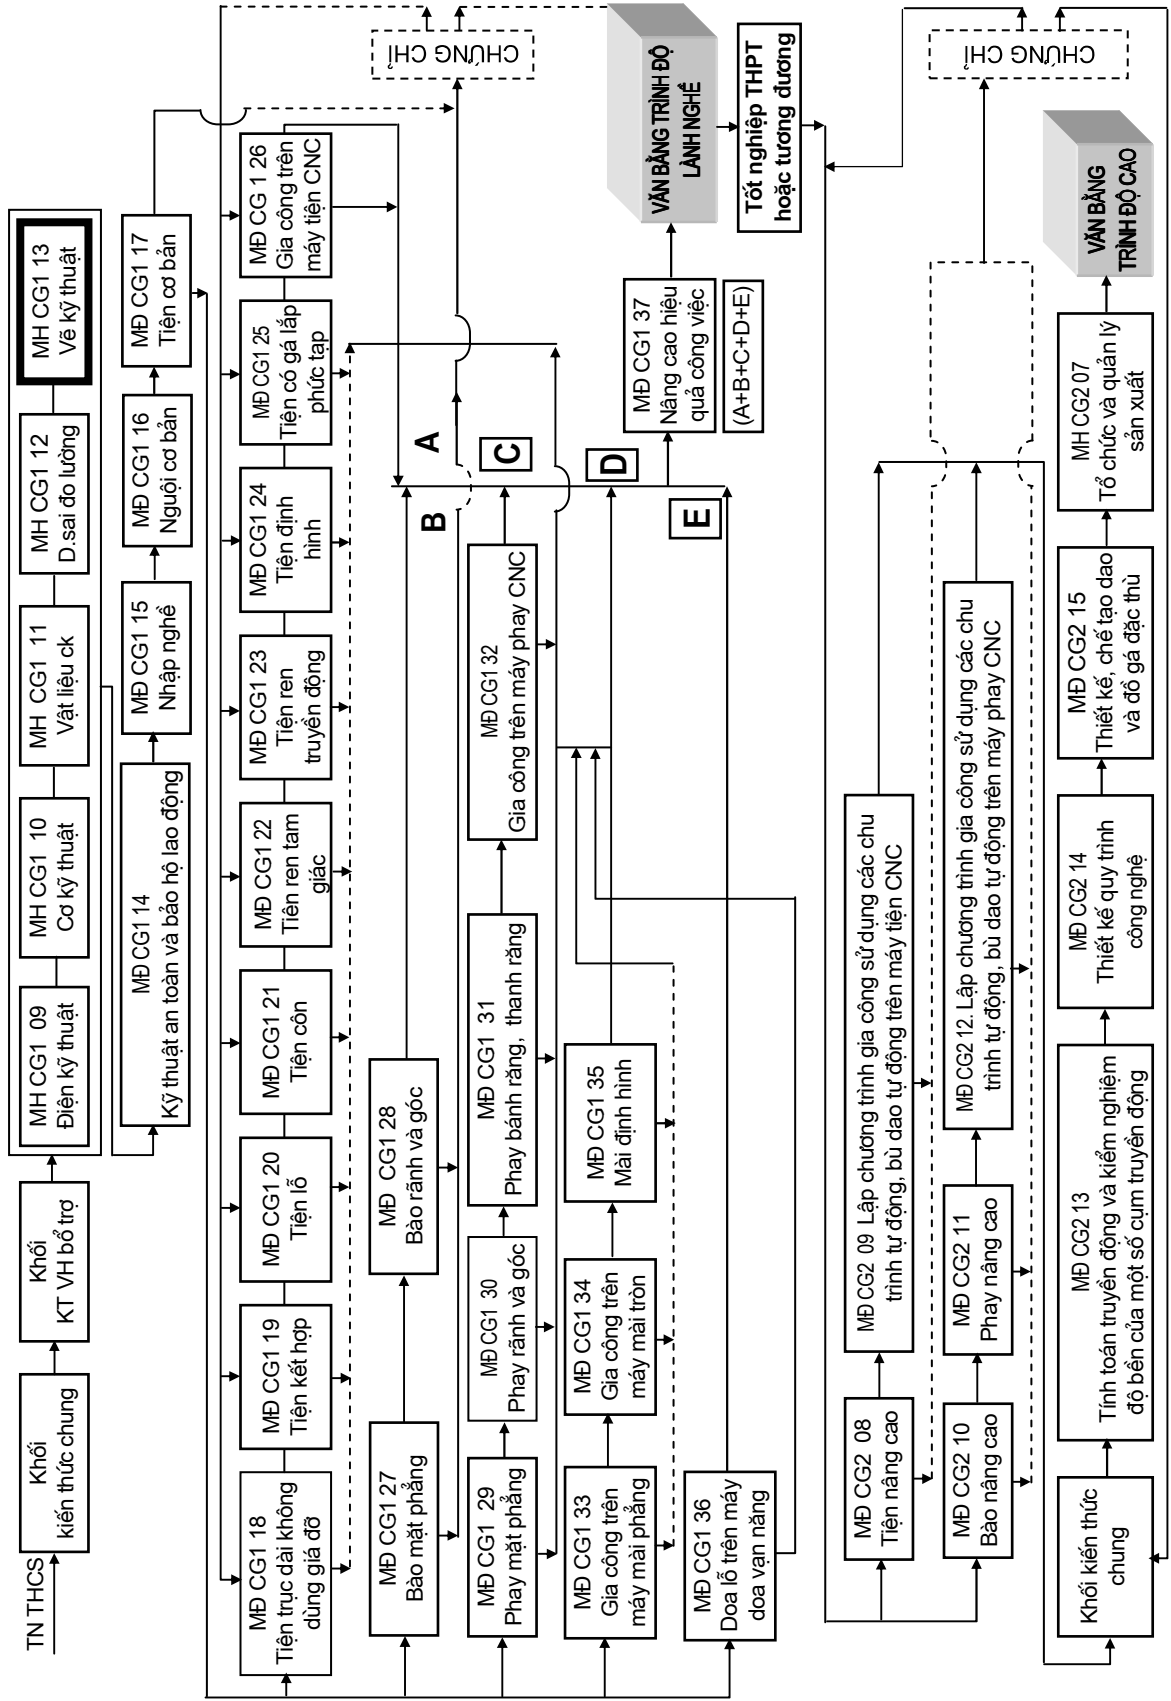 TN THCS
Khối
kiến thức chung
Khối
KT VH bổ trợ
MH CG1 09
Điện kỹ thuật
MH CG1 10
Cơ kỹ thuật
MH CG1 11
Vật liệu ck
MH CG1 12
D.sai đo lường
MH CG1 13
Vẽ kỹ thuật
MĐ CG1 14
Kỹ thuật an toàn và bảo hộ lao động
MĐ CG1 15
Nhập nghề
MĐ CG1 16
Nguội cơ bản
MĐ CG1 17
Tiện cơ bản
MĐ CG1 18
Tiện trục dài không
dùng giá đỡ
MĐ CG1 19
Tiện kết hợp
MĐ CG1 20
Tiện lỗ
MĐ CG1 21
Tiện côn
MĐ CG1 22
Tiện ren tam
giác
MĐ CG1 23
Tiện ren
truyền động
MĐ CG1 24
Tiện định
hình
MĐ CG1 25
Tiện có gá lắp
phức tạp
MĐ CG 1 26
Gia công trên
máy tiện CNC
CHỨNG CHỈ
MĐ CG1 27
Bào mặt phẳng
MĐ CG1 28
Bào rãnh và góc
B
A
MĐ CG1 29
Phay mặt phẳng
MĐ CG1 30
Phay rãnh và góc
MĐ CG1 31
Phay bánh răng, thanh răng
MĐ CG1 32
Gia công trên máy phay CNC
C
MĐ CG1 33
Gia công trên
máy mài phẳng
MĐ CG1 34
Gia công trên
máy mài tròn
MĐ CG1 35
Mài định hình
D
MĐ CG1 36
Doa lỗ trên máy
doa vạn năng
E
MĐ CG1 37
Nâng cao hiệu
quả công việc
(A+B+C+D+E)
VĂN BẰNG TRÌNH ĐỘ
LÀNH NGHỀ
Tốt nghiệp THPT
hoặc tương đương
MĐ CG2 08
Tiện nâng cao
MĐ CG2 09 Lập chương trình gia công sử dụng các chu
trình tự động, bù dao tự động trên máy tiện CNC
MĐ CG2 10
Bào nâng cao
MĐ CG2 11
Phay nâng cao
MĐ CG2 12. Lập chương trình gia công sử dụng các chu
trình tự động, bù dao tự động trên máy phay CNC
CHỨNG CHỈ
Khối kiến thức
chung
MĐ CG2 13
Tính toán truyền động và kiểm nghiệm
độ bền của một số cụm truyền động
MĐ CG2 14
Thiết kế quy trình
công nghệ
MĐ CG2 15
Thiết kế, chế tạo dao
và đồ gá đặc thù
MH CG2 07
Tổ chức và quản lý
sản xuất
VĂN BẰNG
TRÌNH ĐỘ CAO